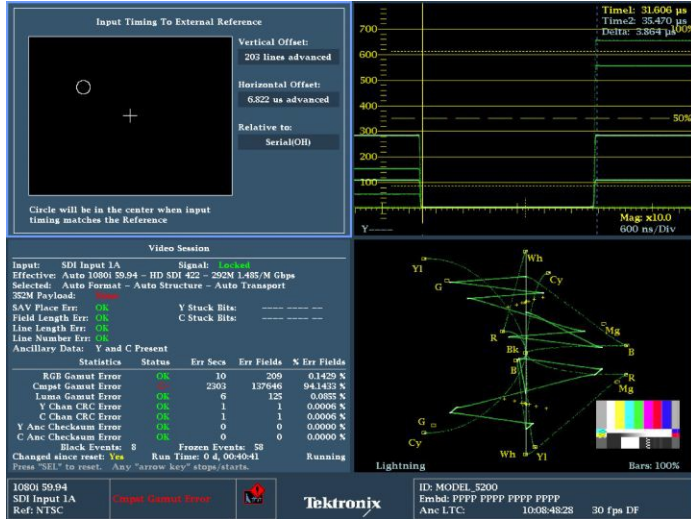 Input Timing To External Reference
Vertical Offset:
203 lines advanced
Horizontal Offset:
6.822 us advanced
Relative to:
Serial(OH)
Circle will be in the center when input
timing matches the Reference
Time1: 31.606 µs
Time2: 35.470 µs
Delta: 3.864 µs
700
100%
600
500
50%
400
300
200
100
Mag: x10.0
Y----
600 ns/Div
Video Session
Input: SDI Input 1A Signal: Locked
Effective: Auto 1080i 59.94 - HD SDI 422 - 292M 1.485/M Gbps
Selected: Auto Format - Auto Structure - Auto Transport
352M Payload:
SAV Place Err: OK Y Stuck Bits: ---- ---- --
Field Length Err: OK C Stuck Bits: ---- ---- --
Line Length Err: OK
Line Number Err: OK
Ancillary Data: Y and C Present
Statistics Status Err Secs Err Fields % Err Fields
RGB Gamut Error OK 10 209 0.1429 %
Cmpst Gamut Error 2303 137646 94.1433 %
Luma Gamut Error OK 6 125 0.0855 %
Y Chan CRC Error OK 1 1 0.0006 %
C Chan CRC Error OK 1 1 0.0006 %
Y Anc Checksum Error OK 0 0 0.0000 %
C Anc Checksum Error OK 0 0 0.0000 %
Black Events: 8 Frozen Events: 58
Changed since reset: Yes Run Time: 0 d, 00:40:41 Running
Press "SEL" to reset. Any "arrow key" stops/starts.
Wh
Yl
G
Cy
Mg
R
Bk
B
B
R
Mg
G
Cy
Wh
Yl
Lightning
Bars: 100%
1080i 59.94
SDI Input 1A
Ref: NTSC
Cmpst Gamut Error
Tektronix
ID: MODEL_5200
Embd: PPPP PPPP PPPP PPPP
Anc LTC: 10:08:48:28 30 fps DF